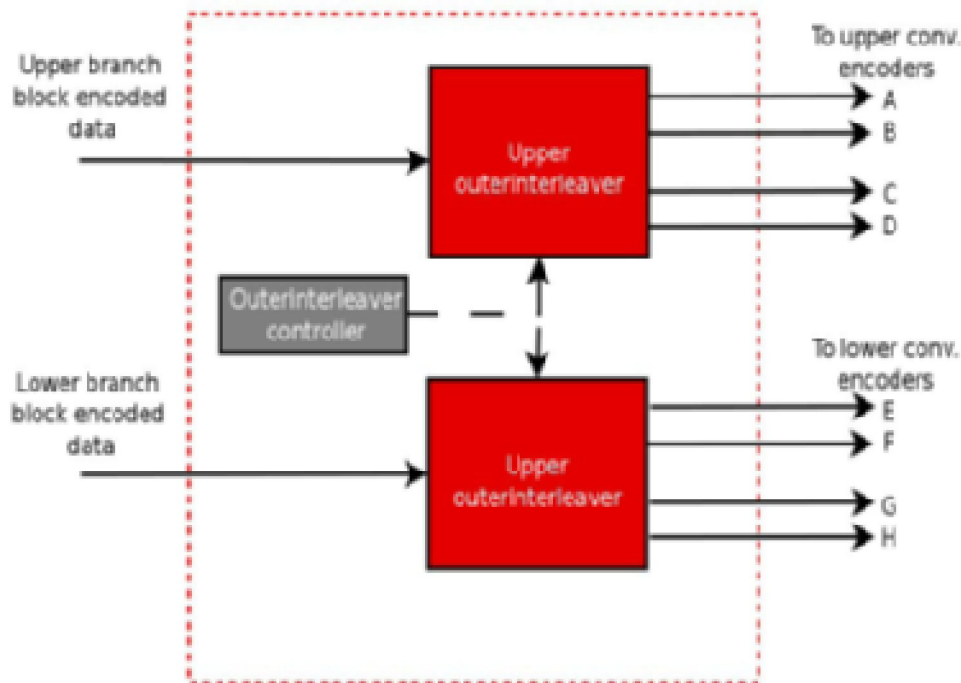 Upper branch
block encoded
data
Upper
outerinterleaver
To upper conv.
encoders
A
B
C
D
Outerinterleaver
controller
Lower branch
block encoded
data
Upper
outerinterleaver
To lower conv.
encoders
E
F
G
H